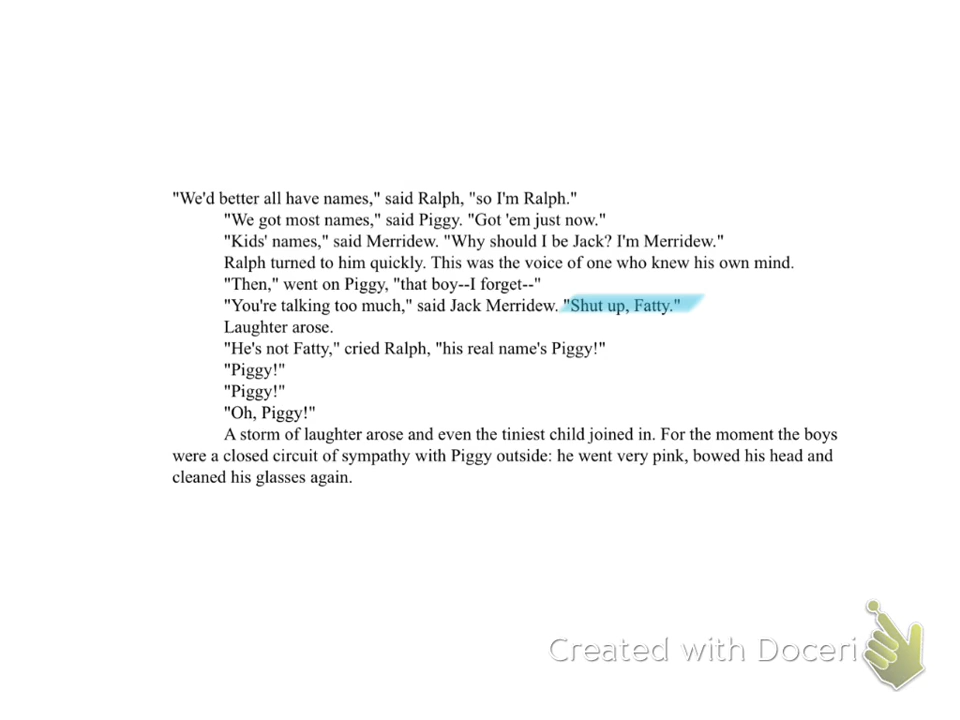 "We'd better all have names," said Ralph, "so I'm Ralph."
"We got most names," said Piggy. "Got 'em just now."
"Kids' names," said Merridew. "Why should I be Jack? I'm Merridew."
Ralph turned to him quickly. This was the voice of one who knew his own mind.
"Then," went on Piggy, "that boy--I forget--"
"You're talking too much," said Jack Merridew. "Shut up, Fatty."
Laughter arose.
"He's not Fatty," cried Ralph, "his real name's Piggy!"
"Piggy!"
"Piggy!"
"Oh, Piggy!"
A storm of laughter arose and even the tiniest child joined in. For the moment the boys
were a closed circuit of sympathy with Piggy outside: he went very pink, bowed his head and
cleaned his glasses again.
Created with Doceri